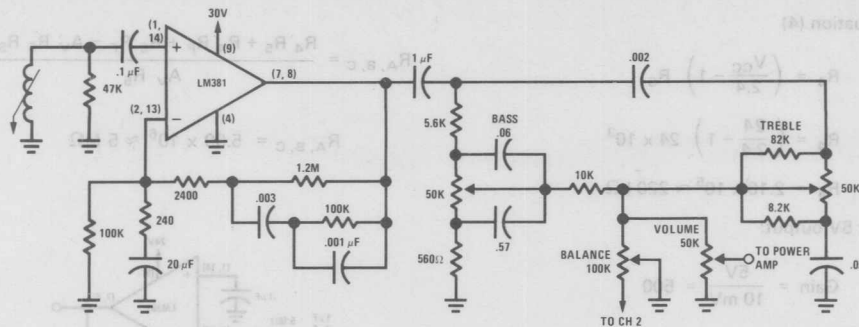 30V
(1, 14)
(9)
.1 µF
LM381
(7, 8)
1 µF
.002
47K
(2, 13)
(4)
5.6K
BASS
.06
TREBLE
82K
2400
1.2M
50K
10K
50K
.003
100K
8.2K
100K
240
.001 µF
.57
VOLUME
50K
20 µF
560Ω
BALANCE
100K
TO POWER
AMP
TO CH 2